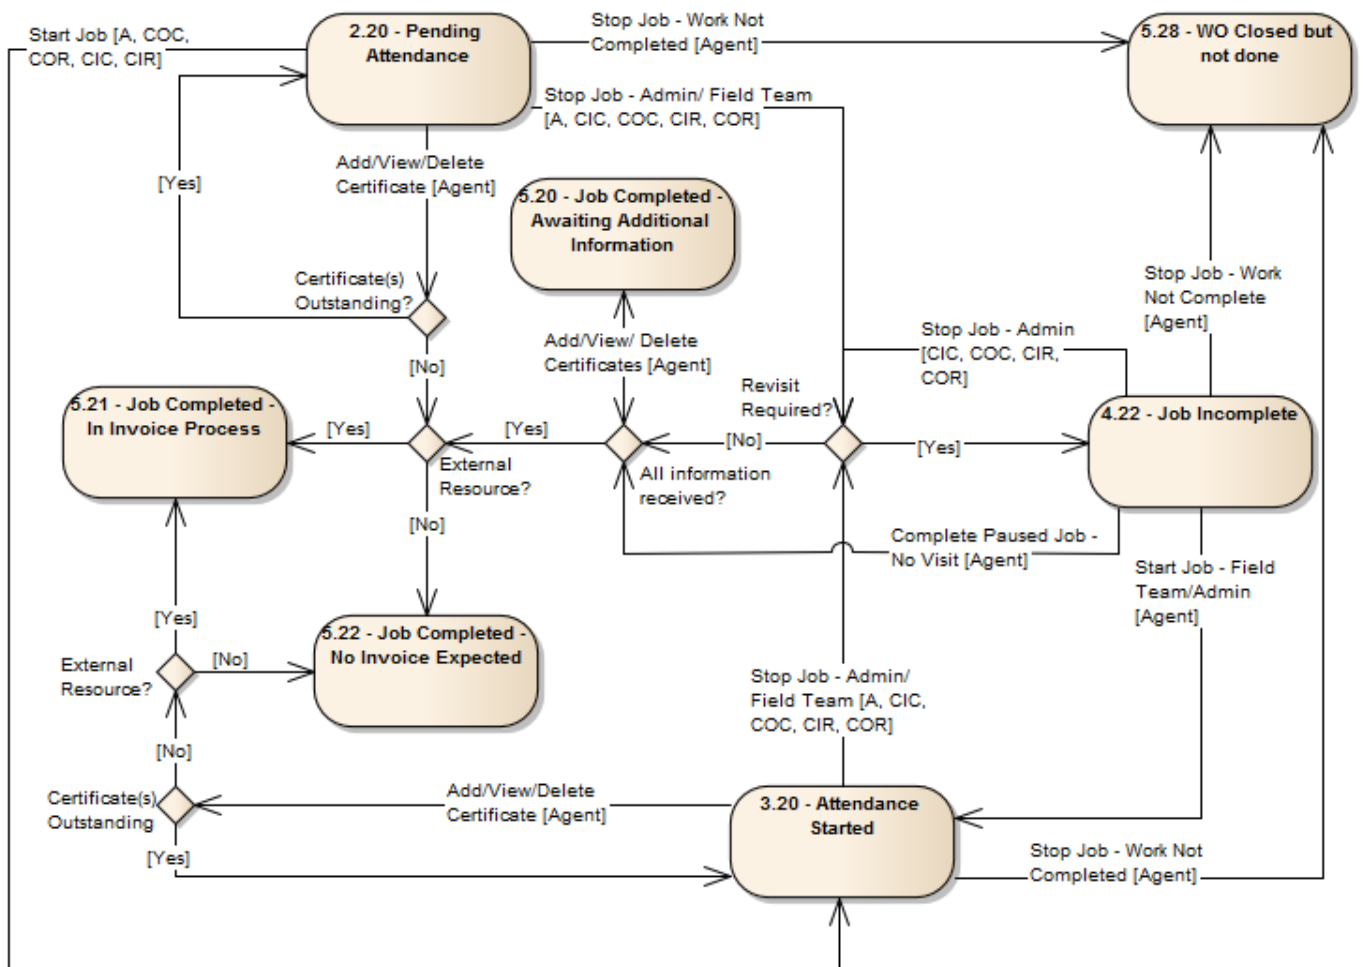 Start Job [A, COC,
COR, CIC, CIR]
2.20 - Pending
Attendance
Stop Job - Work Not
Completed [Agent]
5.28 - WO Closed but
not done
Stop Job - Admin/ Field Team
[A, CIC, COC, CIR, COR]
[Yes]
Add/View/Delete
Certificate [Agent]
5.20 - Job Completed -
Awaiting Additional
Information
Certificate(s)
Outstanding?
Stop Job - Work
Not Complete
[Agent]
Add/View/ Delete
Certificates [Agent]
Stop Job - Admin
[CIC, COC, CIR,
COR]
[No]
5.21 - Job Completed -
In Invoice Process
Revisit
Required?
4.22 - Job Incomplete
[Yes]
[Yes]
[No]
[Yes]
External
Resource?
All information
received?
[No]
Complete Paused Job -
No Visit [Agent]
Start Job - Field
Team/Admin
[Agent]
[Yes]
5.22 - Job Completed -
No Invoice Expected
External
Resource?
[No]
Stop Job - Admin/
Field Team [A, CIC,
COC, CIR, COR]
[No]
Certificate(s)
Outstanding
Add/View/Delete
Certificate [Agent]
3.20 - Attendance
Started
[Yes]
Stop Job - Work Not
Completed [Agent]